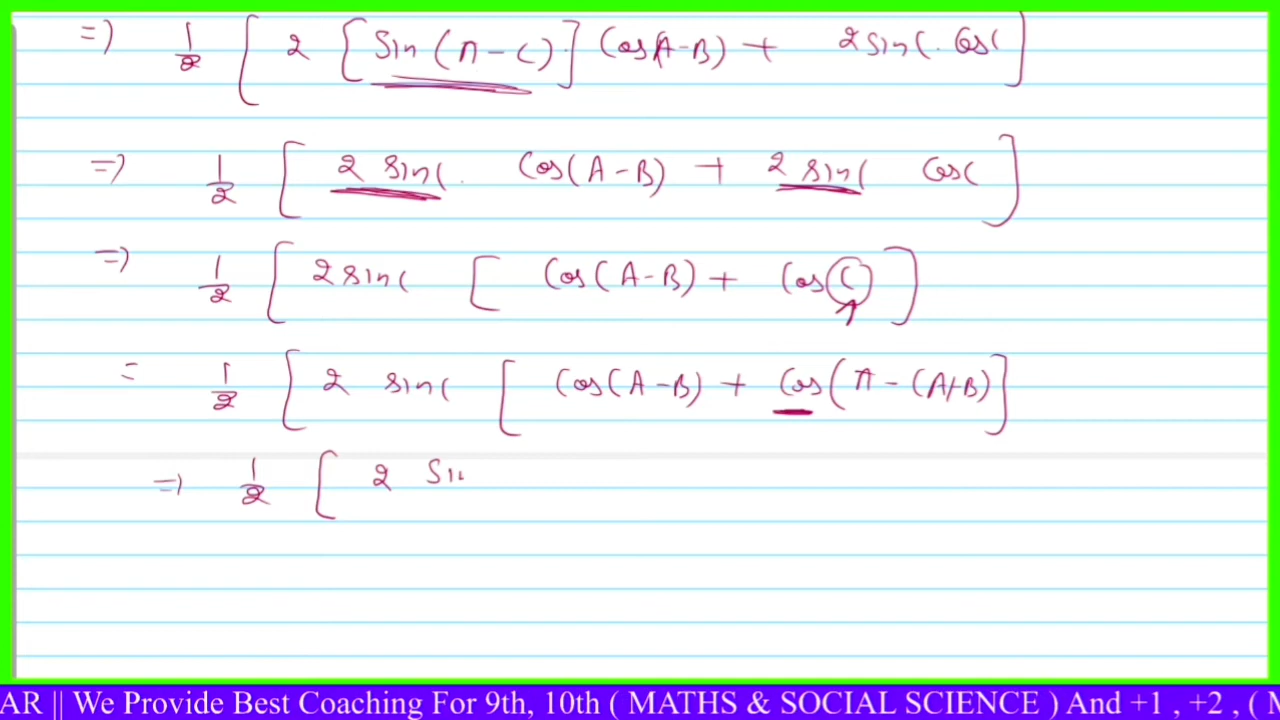 =) 1/2 [ 2 [sin(π-C)] Cos(A-B) + 2 sinC. CosC ]
=) 1/2 [ 2 sinC. Cos(A-B) + 2 sinC CosC ]
=) 1/2 [ 2 sinC [ Cos(A-B) + Cos(C) ]
= 1/2 [ 2 sinC [ Cos(A-B) + Cos(π-(A+B) ]
=) 1/2 [ 2 Sin
AR || We Provide Best Coaching For 9th, 10th ( MATHS & SOCIAL SCIENCE ) And +1 , +2 , ( M